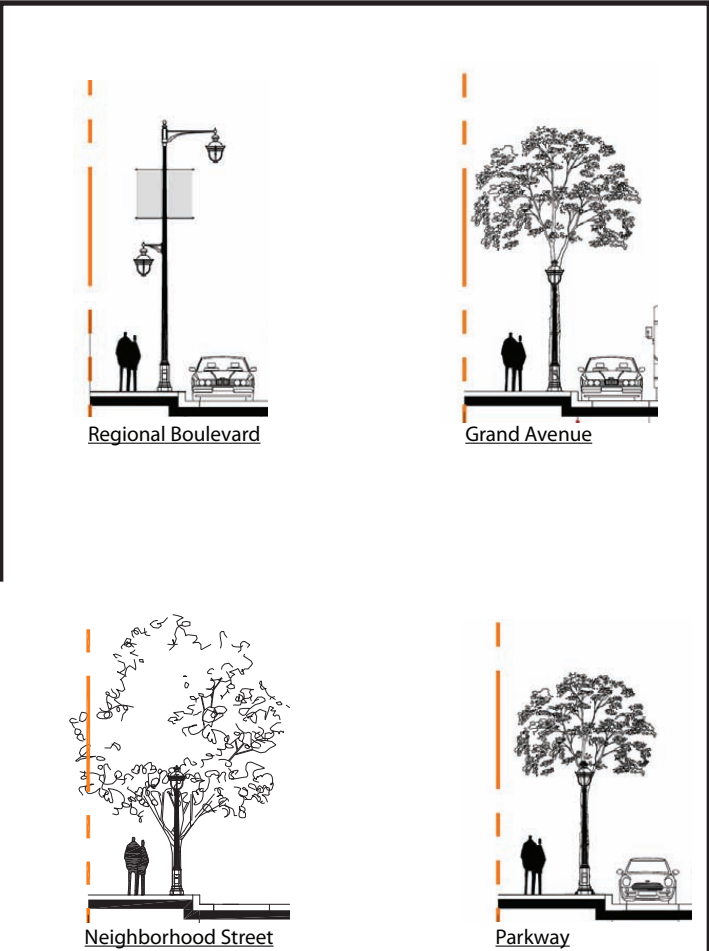 Regional Boulevard
Grand Avenue
Neighborhood Street
Parkway